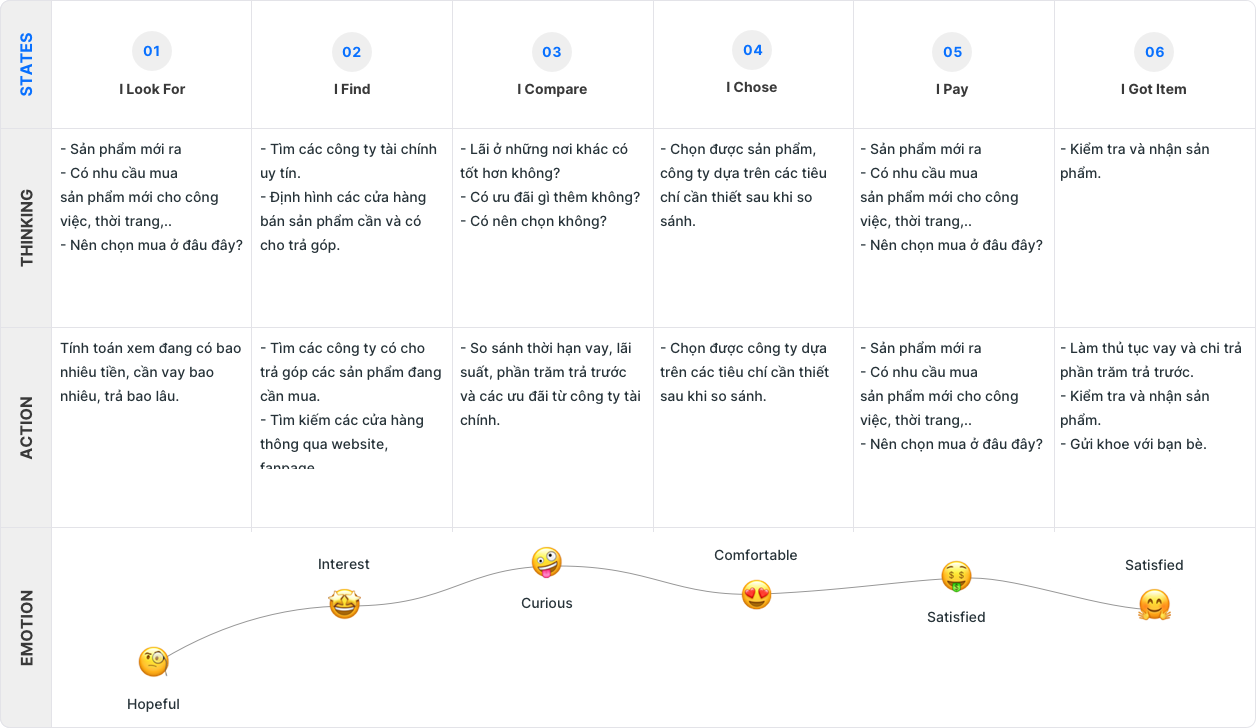 STATES
01
02
03
04
05
06
I Look For
I Find
I Compare
I Chose
I Pay
I Got Item
THINKING
- Sản phẩm mới ra
- Có nhu cầu mua
sản phẩm mới cho công
việc, thời trang,..
- Nên chọn mua ở đâu đây?
- Tìm các công ty tài chính
uy tín.
- Định hình các cửa hàng
bán sản phẩm cần và có
cho trả góp.
- Lãi ở những nơi khác có
tốt hơn không?
- Có ưu đãi gì thêm không?
- Có nên chọn không?
- Chọn được sản phẩm,
công ty dựa trên các tiêu
chí cần thiết sau khi so
sánh.
- Sản phẩm mới ra
- Có nhu cầu mua
sản phẩm mới cho công
việc, thời trang,..
- Nên chọn mua ở đâu đây?
- Kiểm tra và nhận sản
phẩm.
ACTION
Tính toán xem đang có bao
nhiêu tiền, cần vay bao
nhiêu, trả bao lâu.
- Tìm các công ty có cho
trả góp các sản phẩm đang
cần mua.
- Tìm kiếm các cửa hàng
thông qua website,
fanpage
- So sánh thời hạn vay, lãi
suất, phần trăm trả trước
và các ưu đãi từ công ty tài
chính.
- Chọn được công ty dựa
trên các tiêu chí cần thiết
sau khi so sánh.
- Sản phẩm mới ra
- Có nhu cầu mua
sản phẩm mới cho công
việc, thời trang,..
- Nên chọn mua ở đâu đây?
- Làm thủ tục vay và chi trả
phần trăm trả trước.
- Kiểm tra và nhận sản
phẩm.
- Gửi khoe với bạn bè.
EMOTION
Hopeful
Interest
Curious
Comfortable
Satisfied
Satisfied